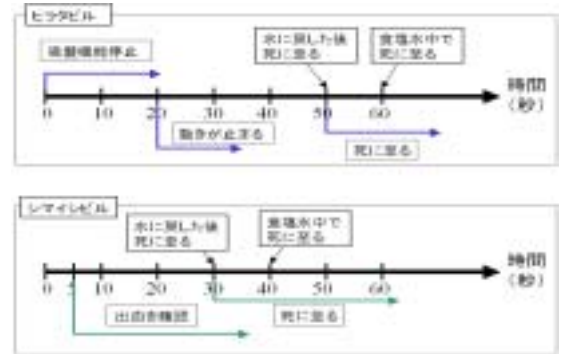 ヒラタビル
吸盤機能停止
水に戻した後
死に至る
食塩水中で
死に至る
時間
(秒)
0 10 20 30 40 50 60
動きが止まる
死に至る
シマイシビル
水に戻した後
死に至る
食塩水中で
死に至る
時間
(秒)
0 5 10 20 30 40 50 60
出血を確認
死に至る